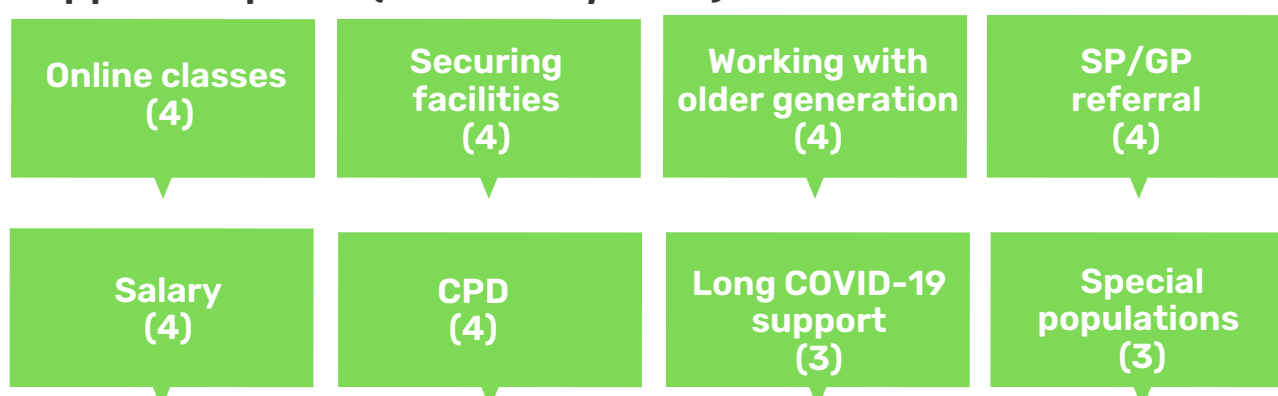 Online classes
(4)
Securing
facilities
(4)
Working with
older generation
(4)
SP/GP
referral
(4)
Salary
(4)
CPD
(4)
Long COVID-19
support
(3)
Special
populations
(3)